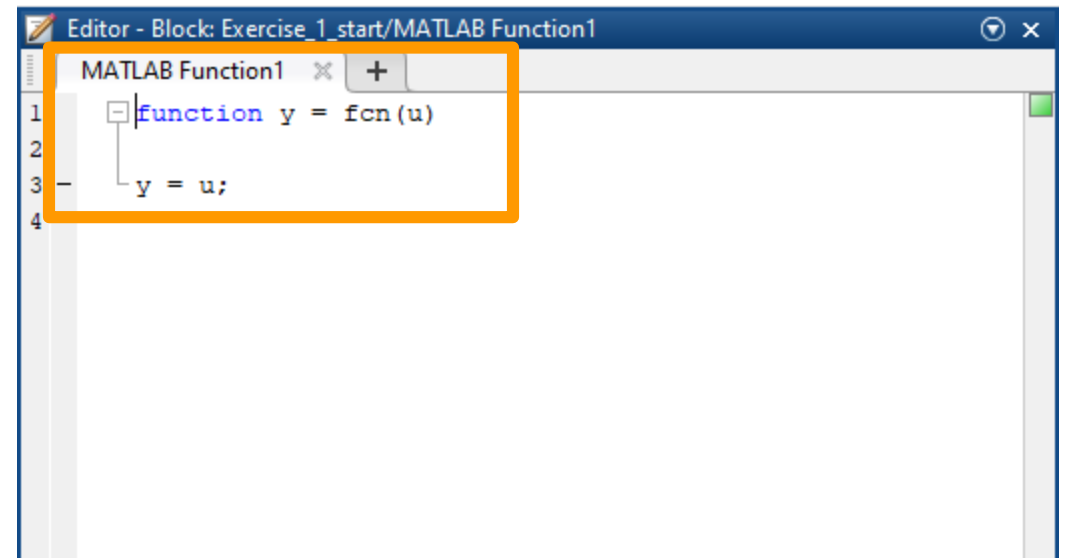 Editor - Block: Exercise_1_start/MATLAB Function1
MATLAB Function1
1 function y = fcn(u)
2
3 y = u;
4